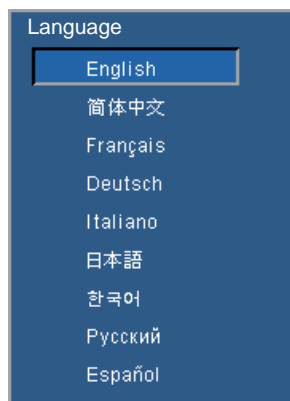 Language
English
简体中文
Français
Deutsch
Italiano
日本語
한국어
Русский
Español